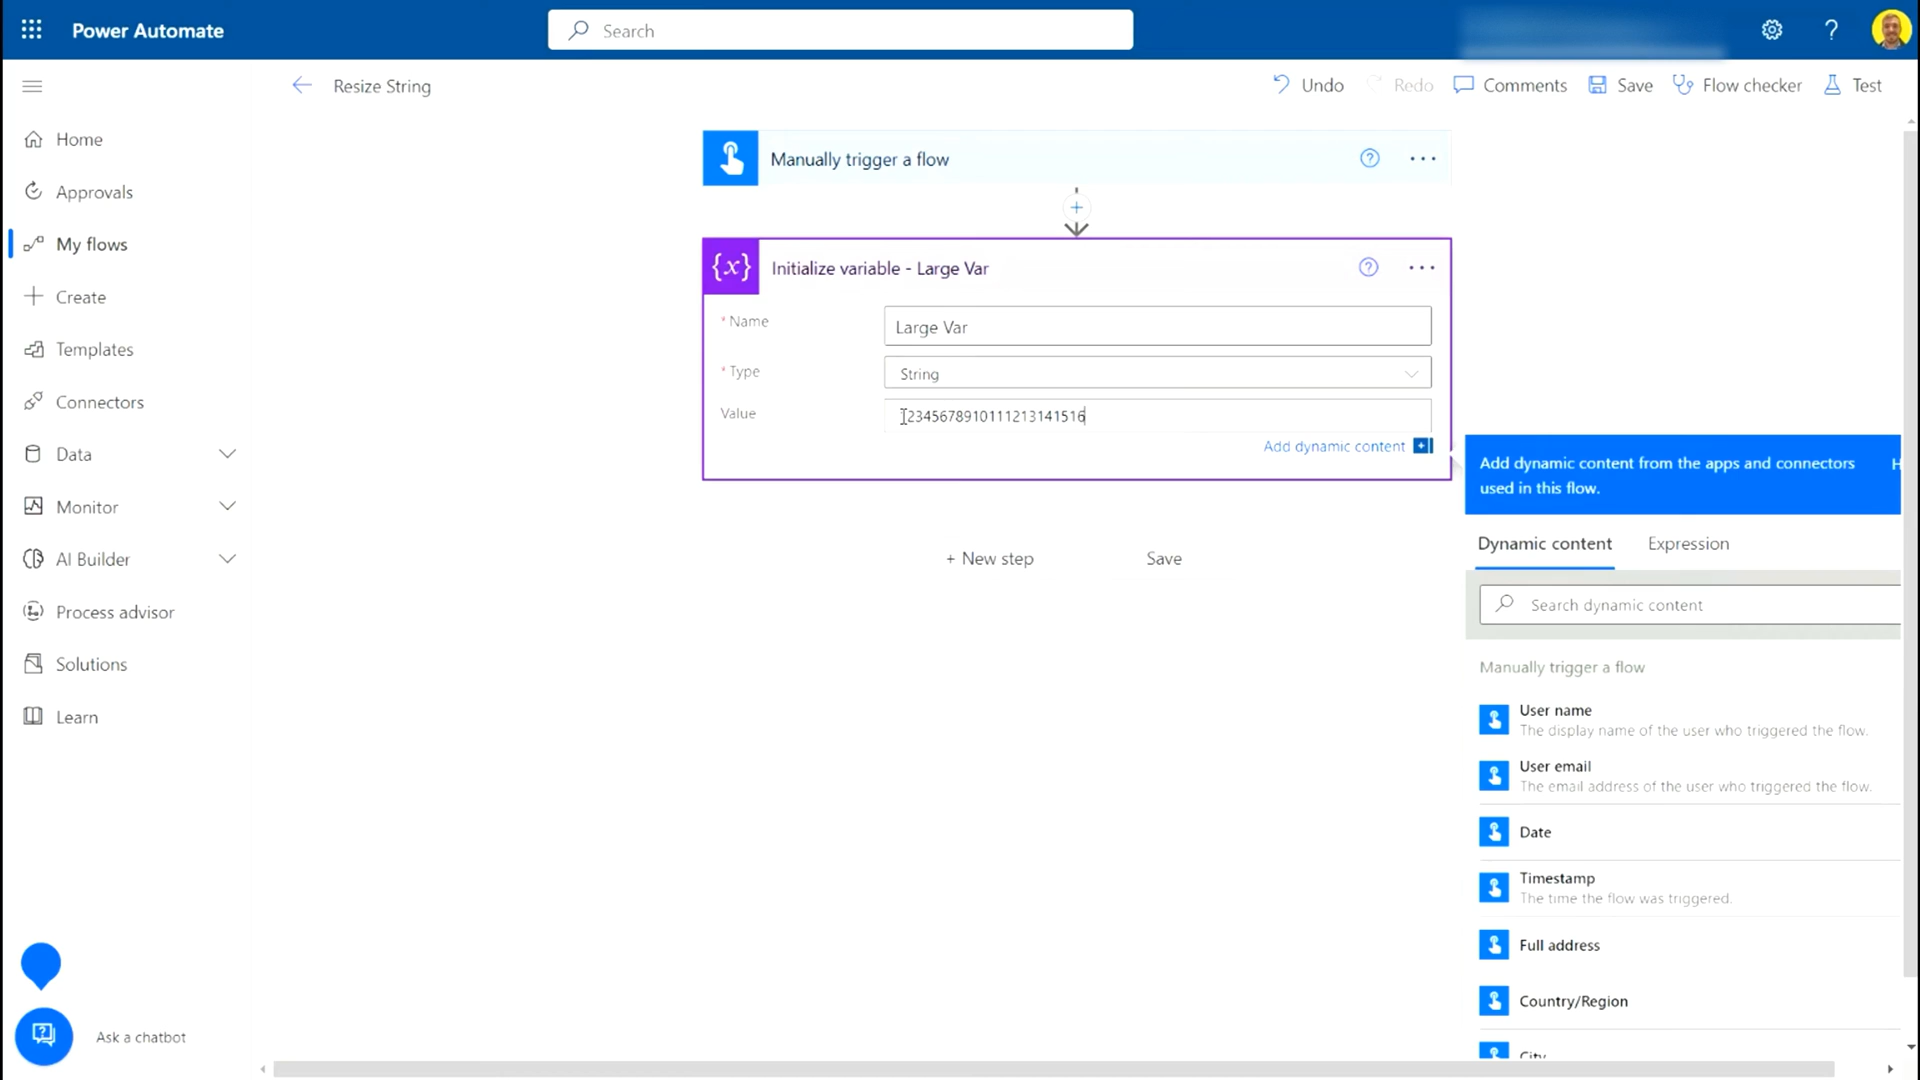 Power Automate
Search
Resize String
Undo
Redo
Comments
Save
Flow checker
Test
Home
Approvals
My flows
Create
Templates
Connectors
Data
Monitor
AI Builder
Process advisor
Solutions
Learn
Ask a chatbot
Manually trigger a flow
{x} Initialize variable - Large Var
* Name
Large Var
* Type
String
Value
234567891011121314 1516
Add dynamic content
+ New step
Save
Add dynamic content from the apps and connectors
used in this flow.
H
Dynamic content
Expression
Search dynamic content
Manually trigger a flow
User name
The display name of the user who triggered the flow.
User email
The email address of the user who triggered the flow.
Date
Timestamp
The time the flow was triggered.
Full address
Country/Region
City